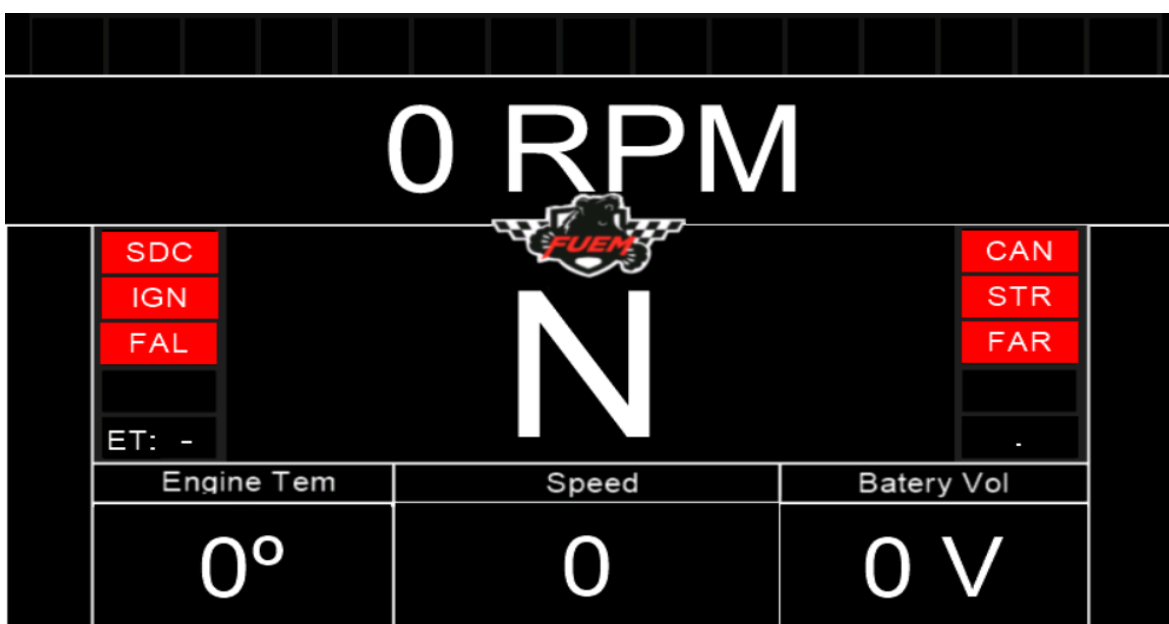 0 RPM
FUEM
SDC
CAN
IGN
STR
FAL
FAR
N
ET: -
.
Engine Tem
Speed
Batery Vol
0º
0
0 V